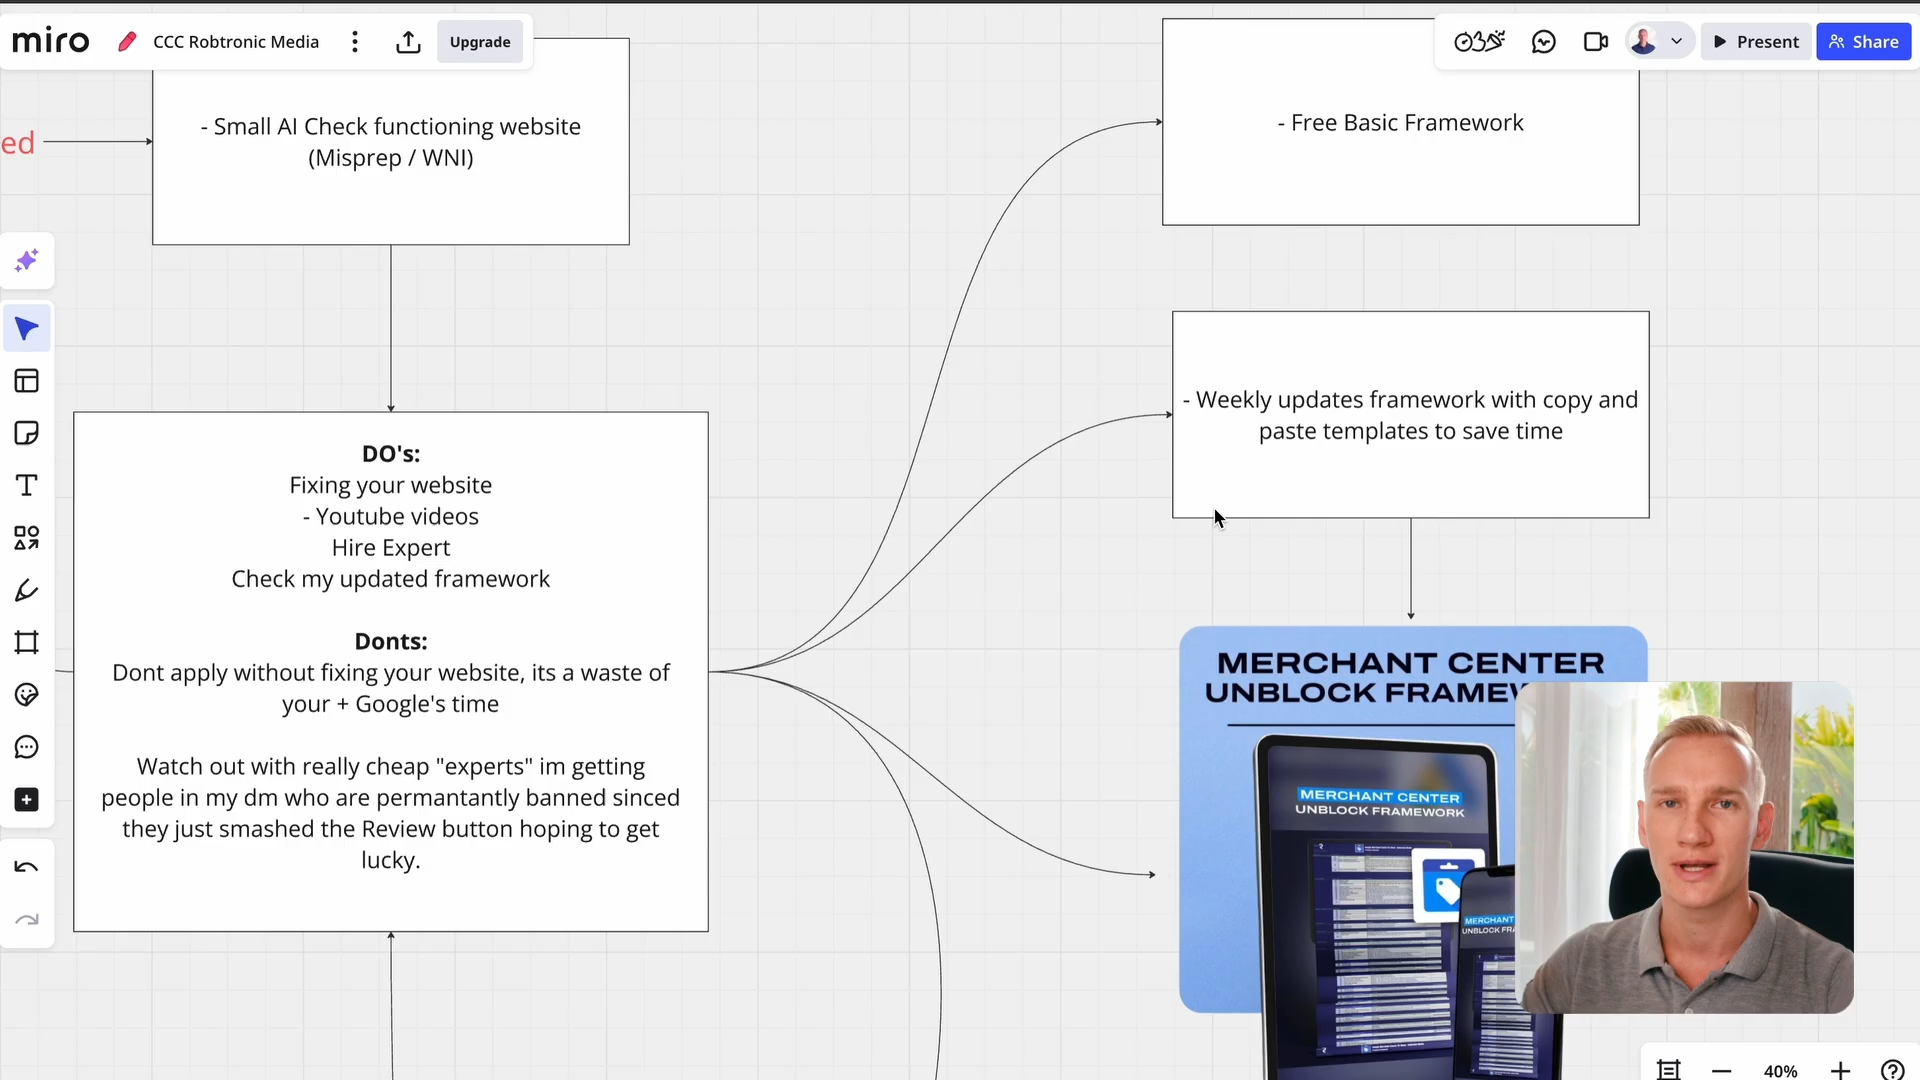 miro
CCC Robtronic Media
Upgrade
Present
Share
ed
- Small AI Check functioning website
(Misprep / WNI)
- Free Basic Framework
- Weekly updates framework with copy and
paste templates to save time
DO's:
Fixing your website
- Youtube videos
Hire Expert
Check my updated framework
Donts:
Dont apply without fixing your website, its a waste of
your + Google's time
Watch out with really cheap "experts" im getting
people in my dm who are permantantly banned sinced
they just smashed the Review button hoping to get
lucky.
MERCHANT CENTER
UNBLOCK FRAMEW
MERCHANT CENTER
UNBLOCK FRAMEWORK
MERCHANT
UNBLOCK FRA
40%